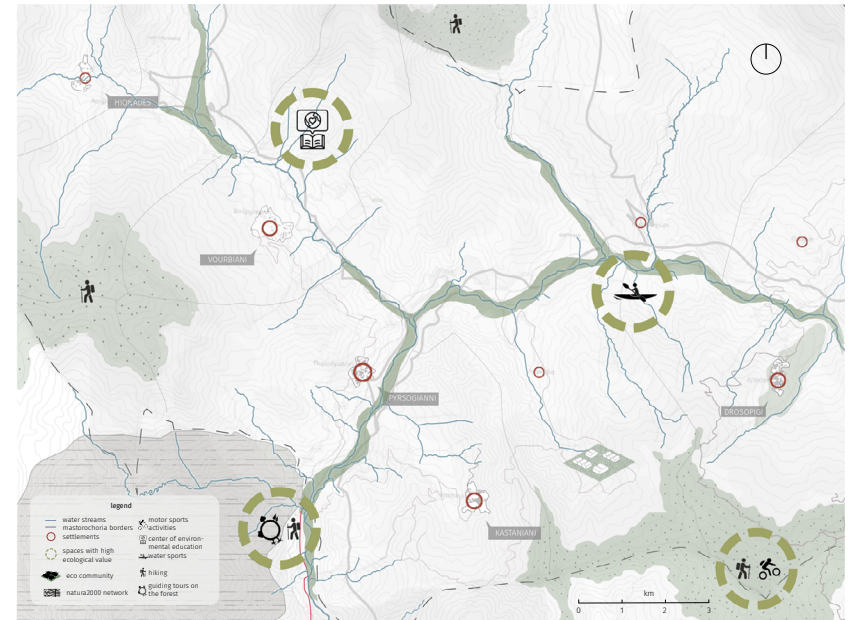 HIONADES
VOURBIANI
PYRSOGIANNI
DROSOPIGI
KASTANIANI
legend
water streams
mastorochoria borders
settlements
spaces with high
ecological value
eco community
natura2000 network
motor sports
activities
center of environ-
mental education
water sports
hiking
guiding tours on
the forest
km
0 1 2 3